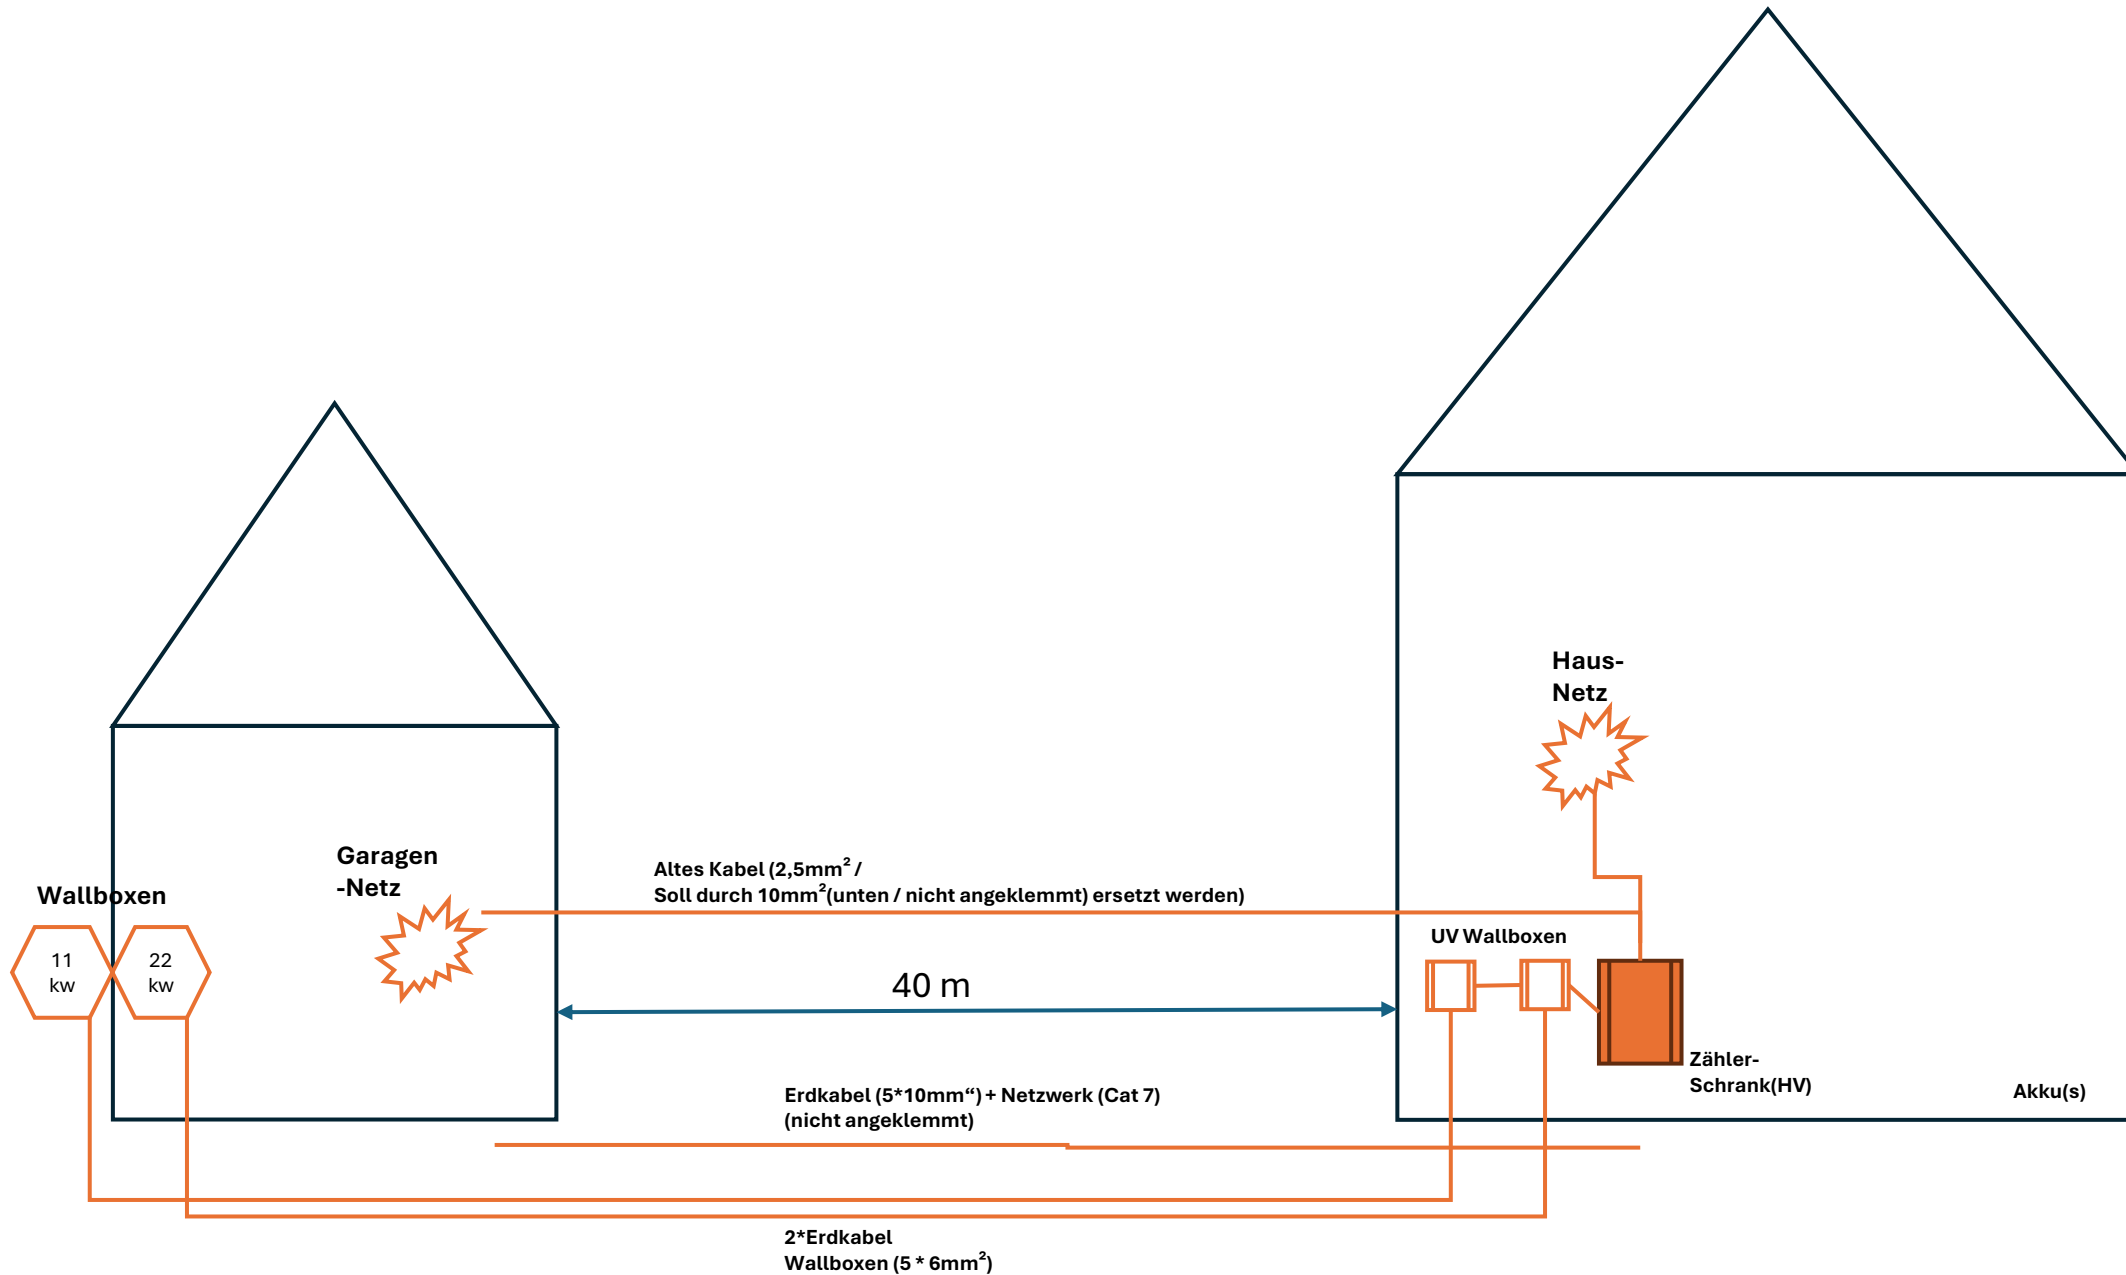 Haus-
Netz
Garagen
-Netz
Altes Kabel (2,5mm² /
Soll durch 10mm²(unten / nicht angeklemmt) ersetzt werden)
Wallboxen
UV Wallboxen
11
kw
22
kw
40 m
Zähler-
Schrank(HV)
Akku(s)
Erdkabel (5*10mm“) + Netzwerk (Cat 7)
(nicht angeklemmt)
2*Erdkabel
Wallboxen (5 * 6mm²)